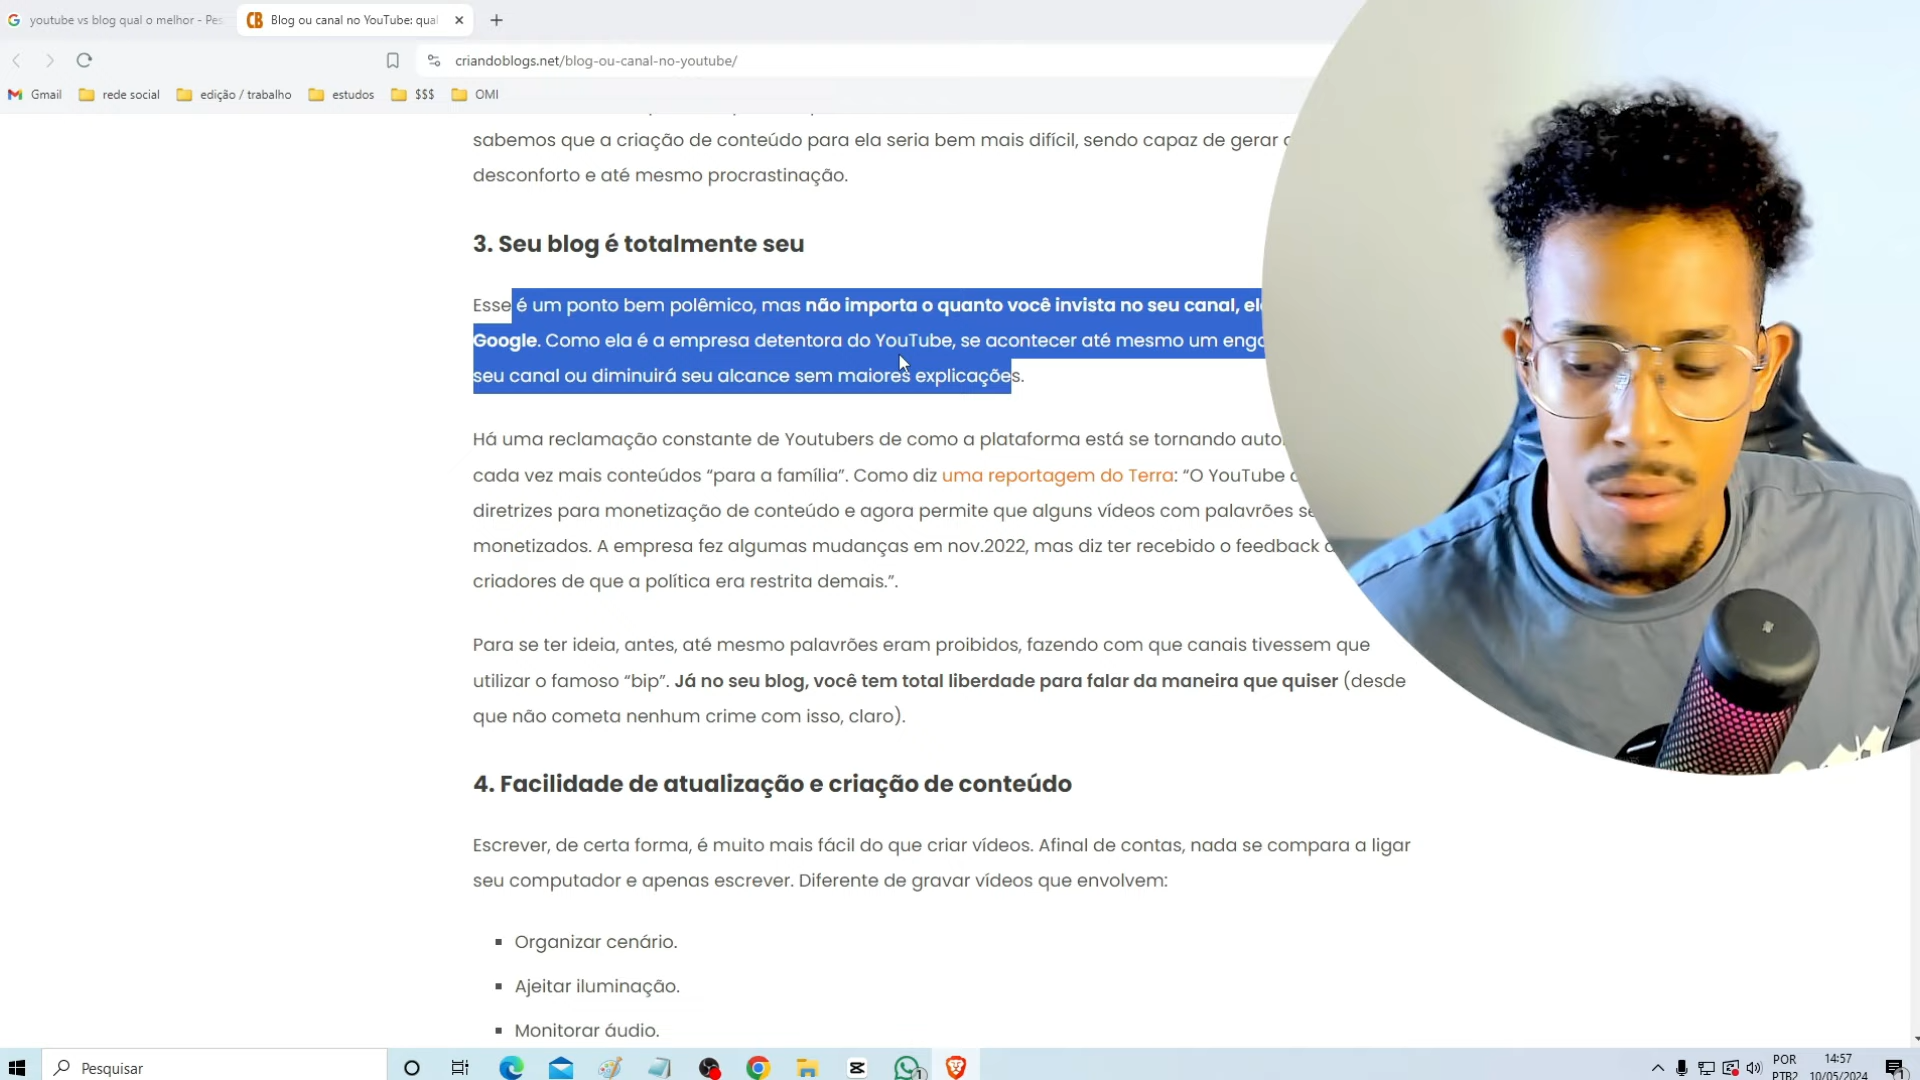 youtube vs blog qual o melhor - Pes
Blog ou canal no YouTube: qual
criandoblogs.net/blog-ou-canal-no-youtube/
Gmail rede social edição / trabalho estudos $$$ OMI
sabemos que a criação de conteúdo para ela seria bem mais difícil, sendo capaz de gerar
desconforto e até mesmo procrastinação.
3. Seu blog é totalmente seu
Esse é um ponto bem polêmico, mas não importa o quanto você invista no seu canal,
Google. Como ela é a empresa detentora do YouTube, se acontecer até mesmo um
seu canal ou diminuirá seu alcance sem maiores explicações.
Há uma reclamação constante de Youtubers de como a plataforma está se tornando
cada vez mais conteúdos “para a família”. Como diz uma reportagem do Terra: “O YouTube
diretrizes para monetização de conteúdo e agora permite que alguns vídeos com palavrões
monetizados. A empresa fez algumas mudanças em nov.2022, mas diz ter recebido o feedback
criadores de que a política era restrita demais.”.
Para se ter ideia, antes, até mesmo palavrões eram proibidos, fazendo com que canais tivessem que
utilizar o famoso “bip”. Já no seu blog, você tem total liberdade para falar da maneira que quiser (desde
que não cometa nenhum crime com isso, claro).
4. Facilidade de atualização e criação de conteúdo
Escrever, de certa forma, é muito mais fácil do que criar vídeos. Afinal de contas, nada se compara a ligar
seu computador e apenas escrever. Diferente de gravar vídeos que envolvem:
Organizar cenário.
Ajeitar iluminação.
Monitorar áudio.
Pesquisar
POR
PTB2
14:57
10/05/2024